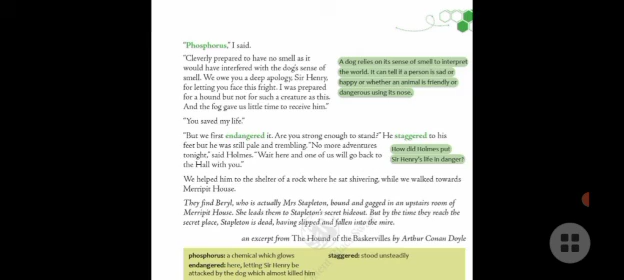 "Phosphorus," I said.
"Cleverly prepared to have no smell as it
would have interfered with the dog's sense of
smell. We owe you a deep apology, Sir Henry,
for letting you face this fright. I was prepared
for a hound but not for such a creature as this.
And the fog gave us little time to receive him."
A dog relies on its sense of smell to interpret
the world. It can tell if a person is sad or
happy or whether an animal is friendly or
dangerous using its nose.
"You saved my life."
"But we first endangered it. Are you strong enough to stand?" He staggered to his
feet but he was still pale and trembling. "No more adventures
tonight," said Holmes. "Wait here and one of us will go back to
the Hall with you."
How did Holmes put
Sir Henry's life in danger?
We helped him to the shelter of a rock where he sat shivering, while we walked towards
Merripit House.
They find Beryl, who is actually Mrs Stapleton, bound and gagged in an upstairs room of
Merripit House. She leads them to Stapleton's secret hideout. But by the time they reach the
secret place, Stapleton is dead, having slipped and fallen into the mire.
an excerpt from The Hound of the Baskervilles by Arthur Conan Doyle
phosphorus: a chemical which glows
endangered: here, letting Sir Henry be
attacked by the dog which almost killed him
staggered: stood unsteadily